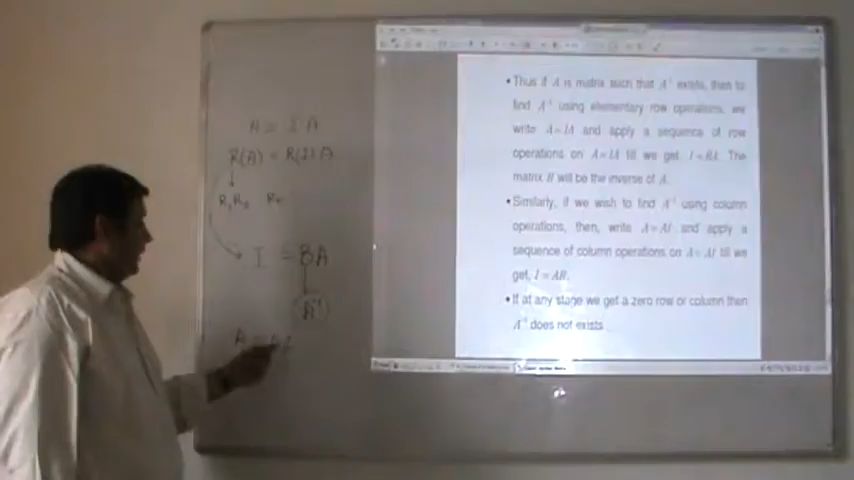 A = I A
R(A) = R(I) A
R₁R₂ Rₙ
I = BA
A⁻¹
A = AI
•Thus if A is matrix such that A⁻¹ exists, then to
find A⁻¹ using elementary row operations, we
write A=IA and apply a sequence of row
operations on A=IA till we get, I=BA. The
matrix B will be the inverse of A.
•Similarly, if we wish to find A⁻¹ using column
operations, then, write A=AI and apply a
sequence of column operations on A=AI till we
get, I=AB.
•If at any stage we get a zero row or column then
A⁻¹ does not exists